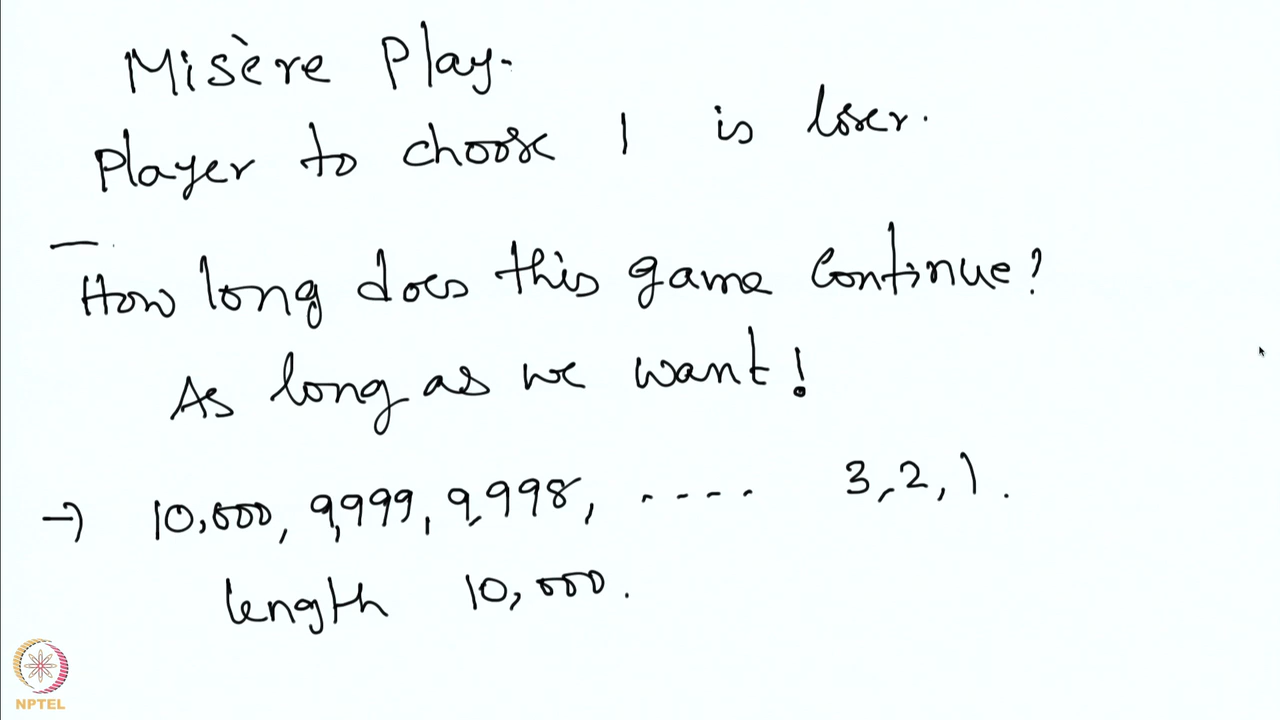 Misère Play.
Player to choose 1 is loser.
How long does this game continue?
As long as we want!
→ 10,000, 9,999, 9,998, ---- 3, 2, 1.
length 10,000.
NPTEL